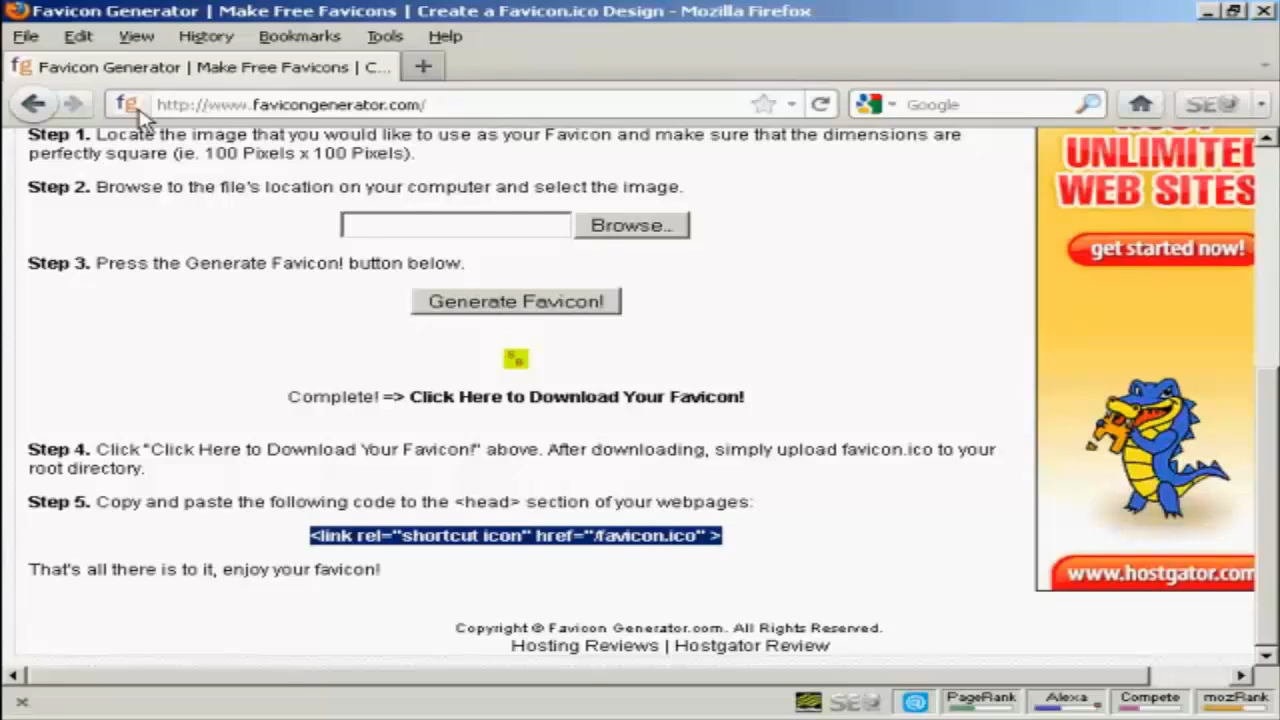 Favicon Generator | Make Free Favicons | Create a Favicon.ico Design - Mozilla Firefox
File Edit View History Bookmarks Tools Help
fg Favicon Generator | Make Free Favicons | C... +
fg http://www.favicongenerator.com/ Google SEO
Step 1. Locate the image that you would like to use as your Favicon and make sure that the dimensions are
perfectly square (ie. 100 Pixels x 100 Pixels).
UNLIMITED
WEB SITES
Step 2. Browse to the file's location on your computer and select the image.
Browse...
get started now!
Step 3. Press the Generate Favicon! button below.
Generate Favicon!
Complete! => Click Here to Download Your Favicon!
Step 4. Click "Click Here to Download Your Favicon!" above. After downloading, simply upload favicon.ico to your
root directory.
Step 5. Copy and paste the following code to the <head> section of your webpages:
<link rel="shortcut icon" href="/favicon.ico" >
That's all there is to it, enjoy your favicon!
www.hostgator.com
Copyright © Favicon Generator.com. All Rights Reserved.
Hosting Reviews | Hostgator Review
SEO PageRank Alexa Compete mozRank